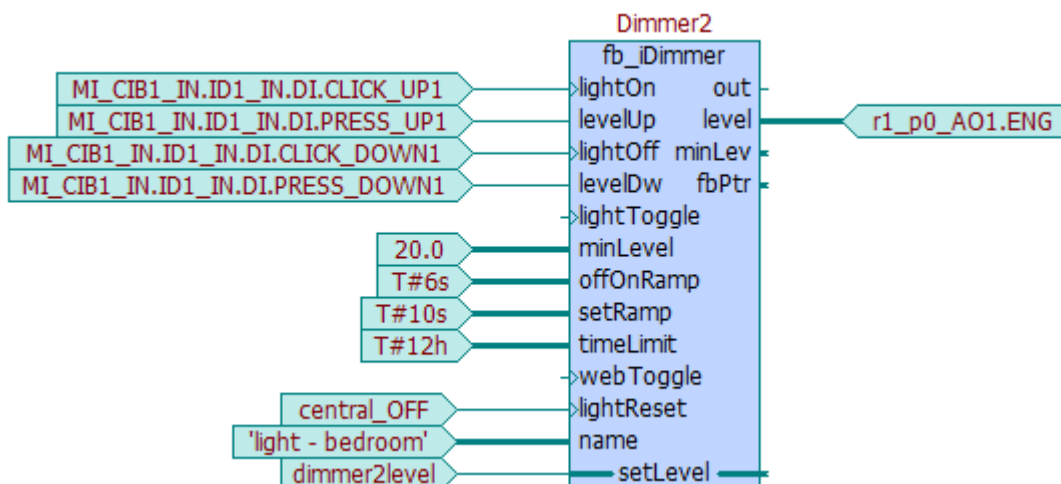 Dimmer2
fb_iDimmer
MI_CIB1_IN.ID1_IN.DI.CLICK_UP1 lightOn out
MI_CIB1_IN.ID1_IN.DI.PRESS_UP1 levelUp level r1_p0_AO1.ENG
MI_CIB1_IN.ID1_IN.DI.CLICK_DOWN1 lightOff minLev
MI_CIB1_IN.ID1_IN.DI.PRESS_DOWN1 levelDw fbPtr
lightToggle
20.0 minLevel
T#6s offOnRamp
T#10s setRamp
T#12h timeLimit
webToggle
central_OFF lightReset
'light - bedroom' name
dimmer2level setLevel